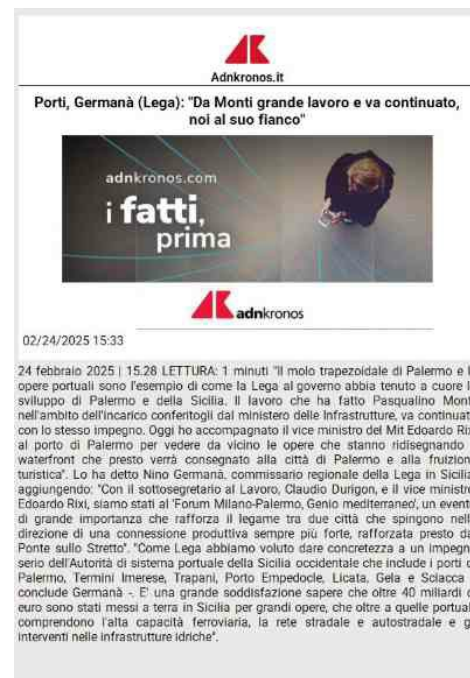 Adnkronos.it
Porti, Germanà (Lega): "Da Monti grande lavoro e va continuato,
noi al suo fianco"
adnkronos.com
i fatti,
prima
adnkronos
02/24/2025 15:33
24 febbraio 2025 | 15.28 LETTURA: 1 minuti "Il molo trapezoidale di Palermo e l
opere portuali sono l'esempio di come la Lega al governo abbia tenuto a cuore l
sviluppo di Palermo e della Sicilia. Il lavoro che ha fatto Pasqualino Mont
nell'ambito dell'incarico conferitogli dal ministero delle Infrastrutture, va continuat
con lo stesso impegno. Oggi ho accompagnato il vice ministro del Mit Edoardo Rix
al porto di Palermo per vedere da vicino le opere che stanno ridisegnando
waterfront che presto verrà consegnato alla città di Palermo e alla fruizion
turistica". Lo ha detto Nino Germanà, commissario regionale della Lega in Sicilia
aggiungendo: "Con il sottosegretario al Lavoro, Claudio Durigon, e il vice ministro
Edoardo Rixi, siamo stati al 'Forum Milano-Palermo, Genio mediterraneo', un event
di grande importanza che rafforza il legame tra due città che spingono nell
direzione di una connessione produttiva sempre più forte, rafforzata presto da
Ponte sullo Stretto". "Come Lega abbiamo voluto dare concretezza a un impegn
serio dell'Autorità di sistema portuale della Sicilia occidentale che include i porti d
Palermo, Termini Imerese, Trapani, Porto Empedocle, Licata, Gela e Sciacca
conclude Germanà -. E' una grande soddisfazione sapere che oltre 40 miliardi d
euro sono stati messi a terra in Sicilia per grandi opere, che oltre a quelle portual
comprendono l'alta capacità ferroviaria, la rete stradale e autostradale e g
interventi nelle infrastrutture idriche".